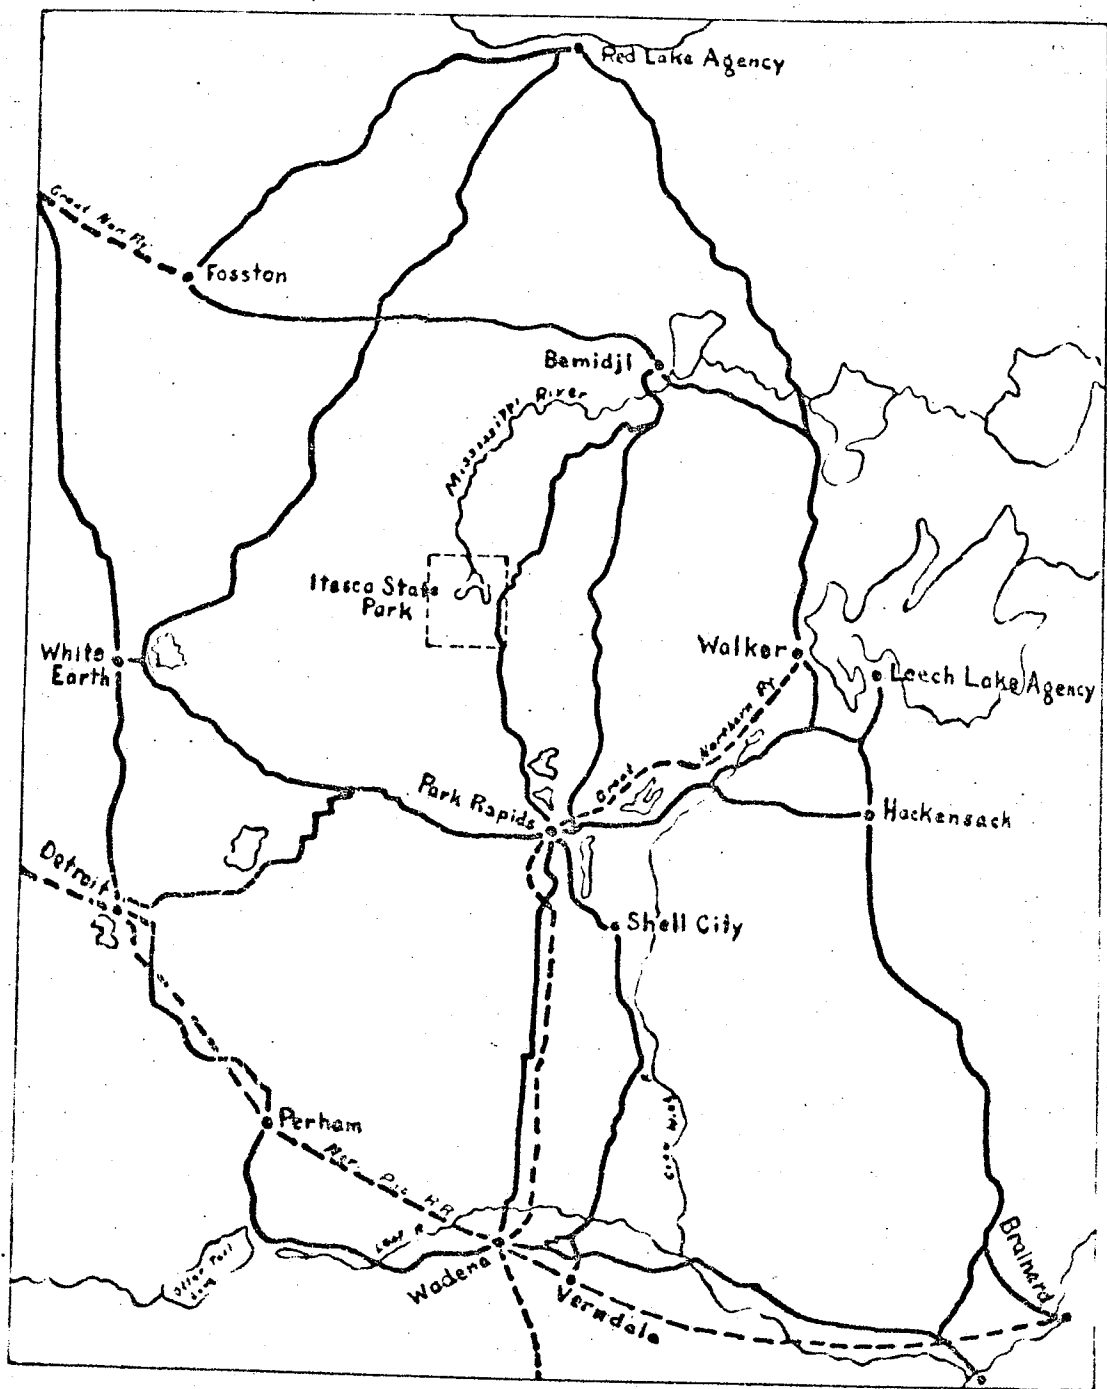 Red Lake Agency
Great Nor Ry.
Fosston
Bemidji
Mississippi River
Itasca State
Park
White
Earth
Walker
Leech Lake Agency
Great Northern Ry
Park Rapids
Hackensack
Detroit
Shell City
Perham
Nor. Pac. R.R.
Crow Wing
Leaf R.
Otter Tail
Wadena
Verndale
Brainard